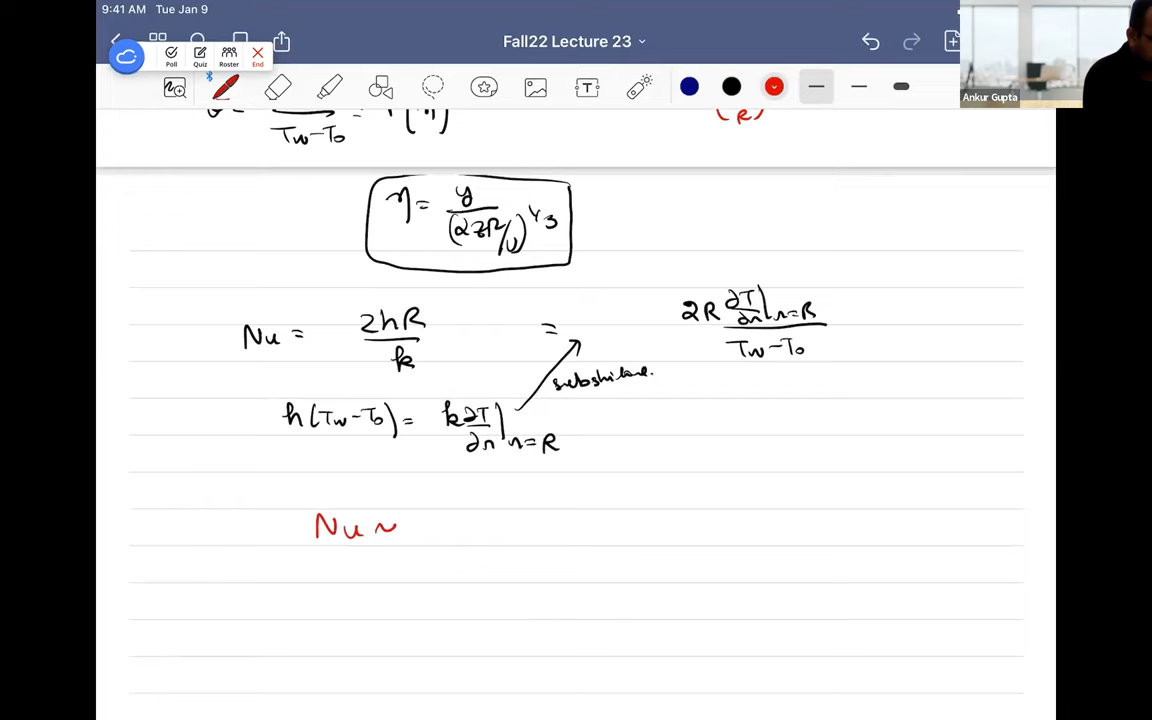 9:41 AM Tue Jan 9
Fall22 Lecture 23
Poll Quiz Roster End
Ankur Gupta
Tw-To
(R)
η = y / (αzR/U)^1/3
Nu = 2hR / k = 2R ∂T/∂r|r=R / Tw-To
substitute.
h(Tw-To) = k∂T/∂r|r=R
Nu ~